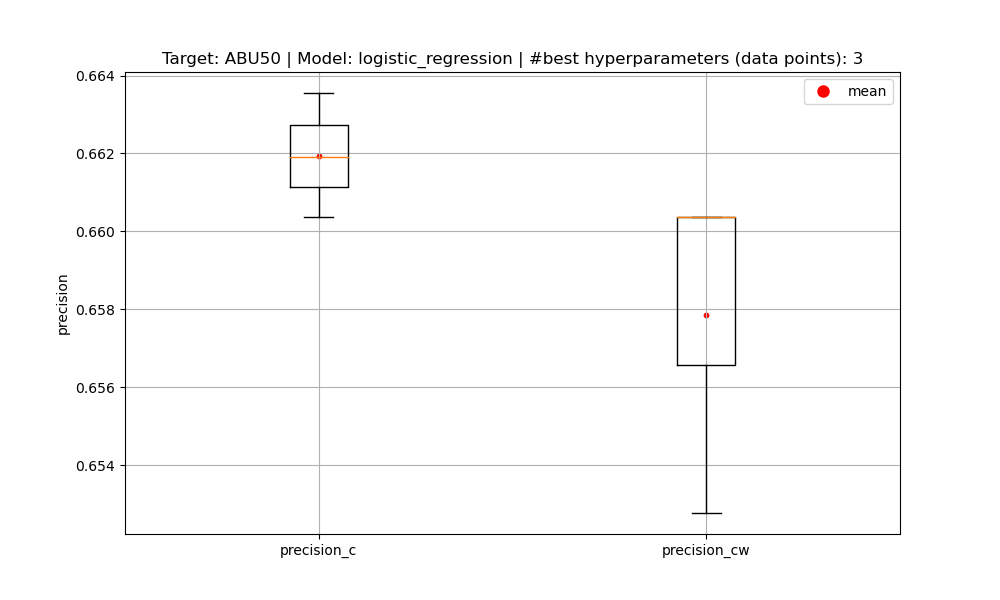 Target: ABU50 | Model: logistic_regression | #best hyperparameters (data points): 3
mean
precision
0.664
0.662
0.660
0.658
0.656
0.654
precision_c
precision_cw